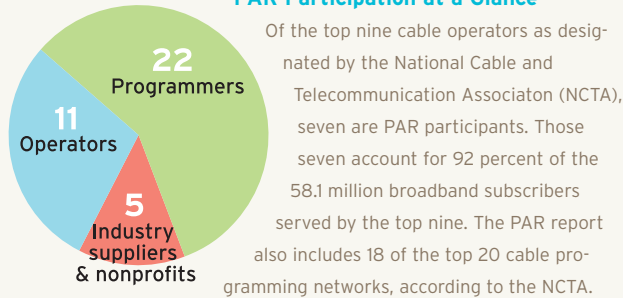 PAR Participation at a Glance
22
Programmers
11
Operators
5
Industry
suppliers
& nonprofits
Of the top nine cable operators as desig-
nated by the National Cable and
Telecommunication Associaton (NCTA),
seven are PAR participants. Those
seven account for 92 percent of the
58.1 million broadband subscribers
served by the top nine. The PAR report
also includes 18 of the top 20 cable pro-
gramming networks, according to the NCTA.